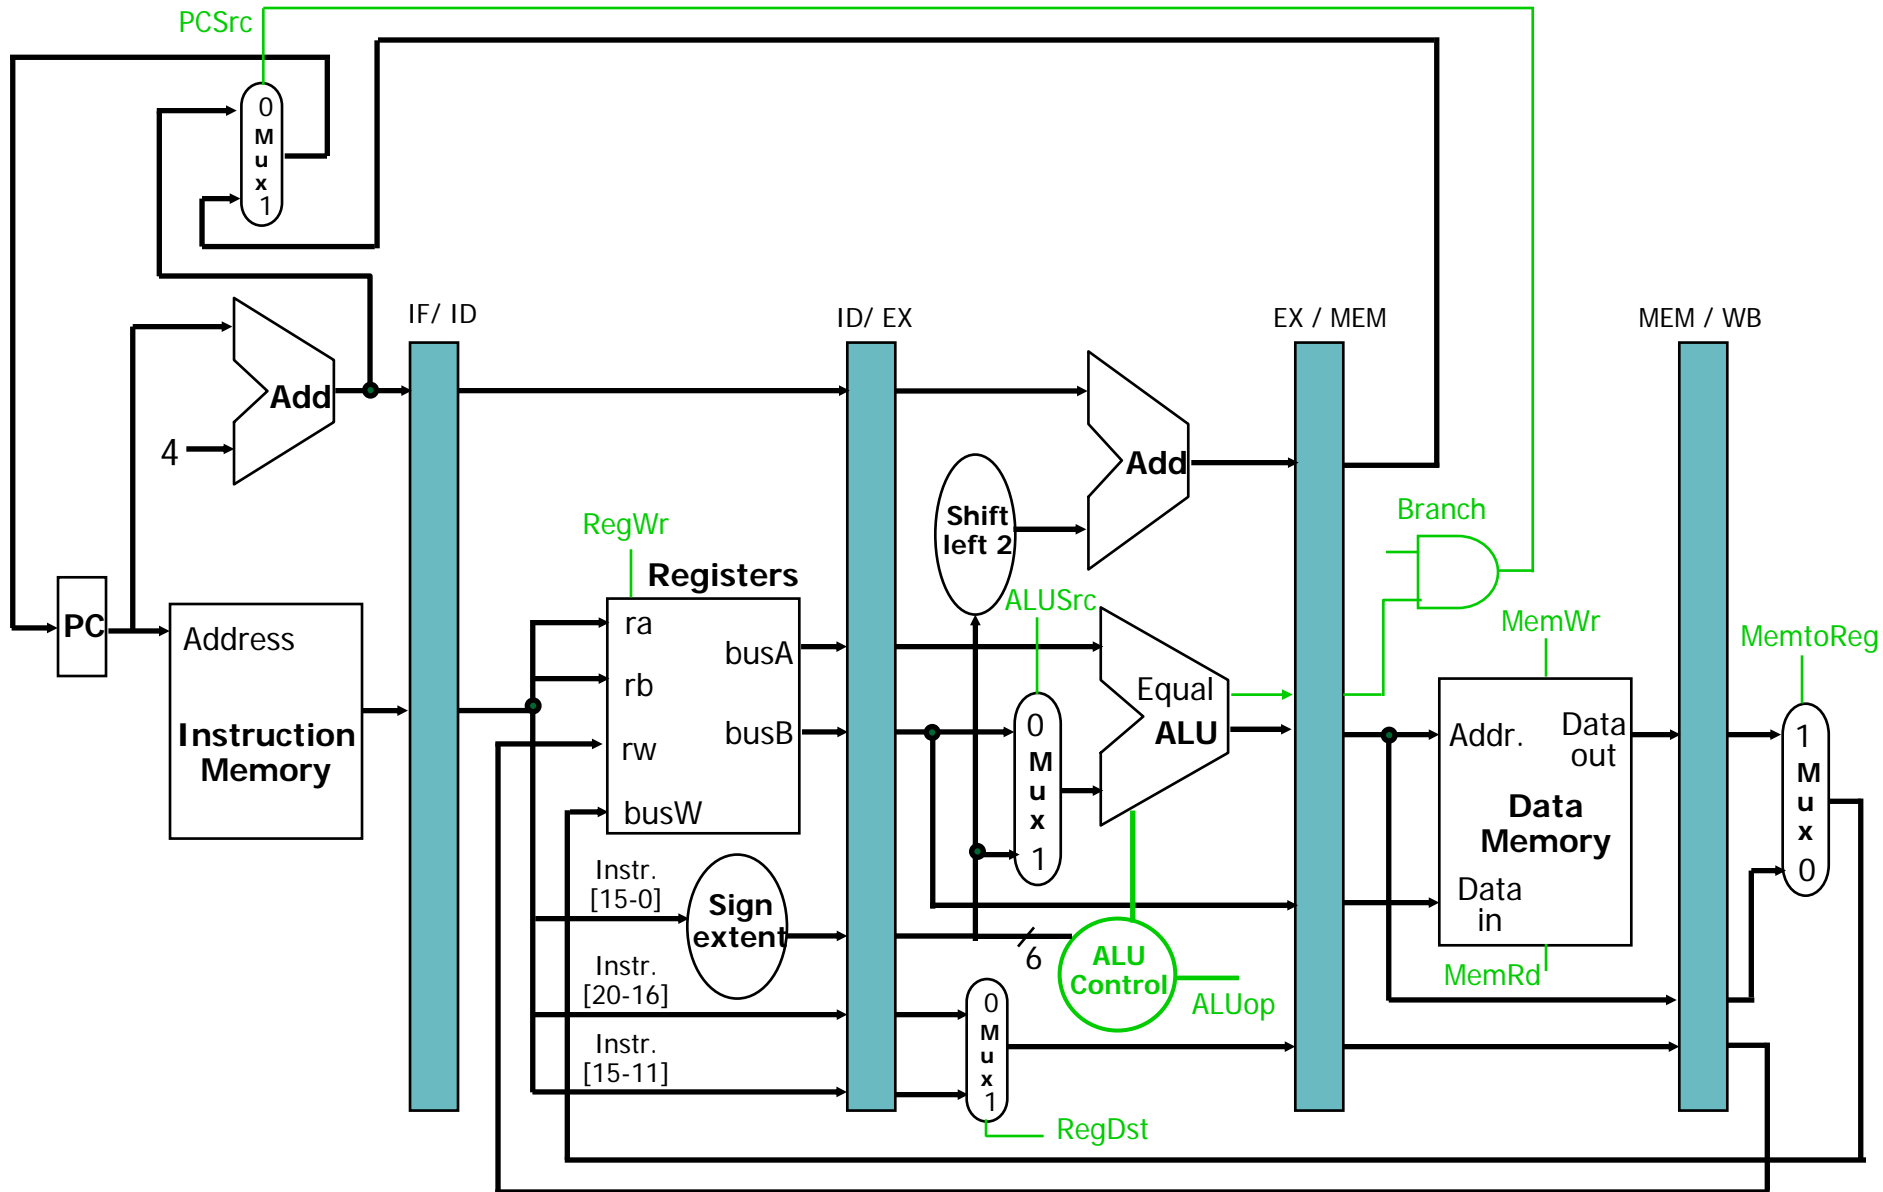 PCSrc
0
M
u
x
1
IF/ ID
ID/ EX
EX / MEM
MEM / WB
Add
4
Add
Shift
left 2
Branch
RegWr
Registers
ALUSrc
MemWr
MemtoReg
PC
Address
Instruction
Memory
ra
rb
rw
busW
busA
busB
0
M
u
x
1
Equal
ALU
Addr.
Data
out
Data
Memory
Data
in
MemRd
1
M
u
x
0
Instr.
[15-0]
Sign
extent
6
ALU
Control
ALUop
Instr.
[20-16]
Instr.
[15-11]
0
M
u
x
1
RegDst